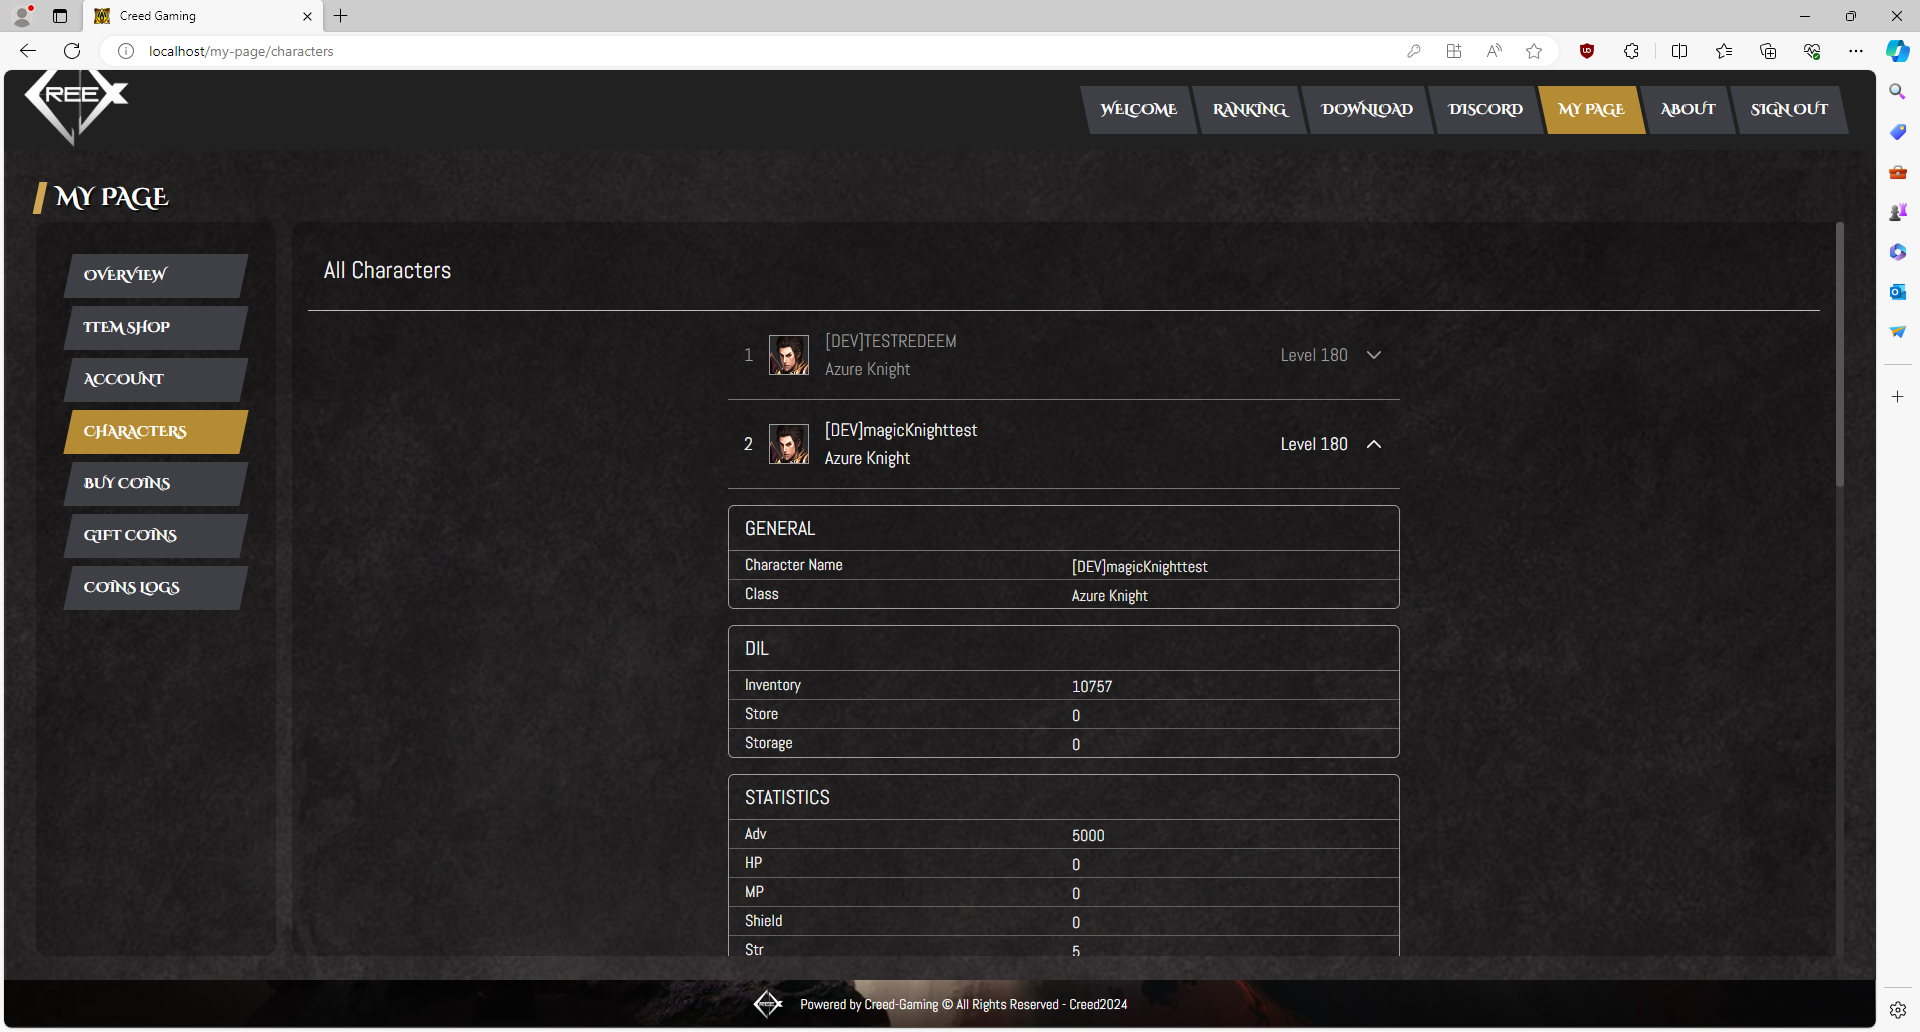 Creed Gaming
localhost/my-page/characters
CREEX
WELCOME
RANKING
DOWNLOAD
DISCORD
MY PAGE
ABOUT
SIGN OUT
MY PAGE
OVERVIEW
ITEM SHOP
ACCOUNT
CHARACTERS
BUY COINS
GIFT COINS
COINS LOGS
All Characters
1
[DEV]TESTREDEEM
Azure Knight
Level 180
2
[DEV]magicKnighttest
Azure Knight
Level 180
GENERAL
Character Name [DEV]magicKnighttest
Class Azure Knight
DIL
Inventory 10757
Store 0
Storage 0
STATISTICS
Adv 5000
HP 0
MP 0
Shield 0
Str 5
Powered by Creed-Gaming © All Rights Reserved - Creed2024